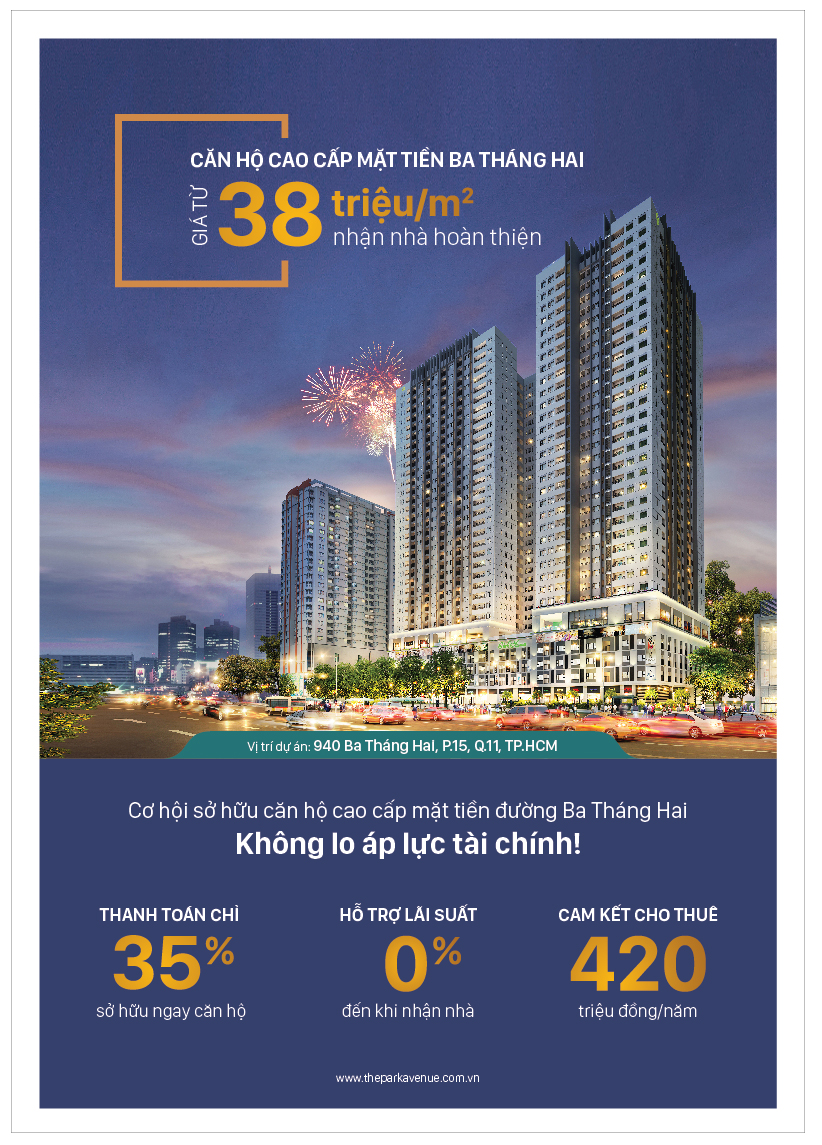 CĂN HỘ CAO CẤP MẶT TIỀN BA THÁNG HAI
GIÁ TỪ
38 triệu/m²
nhận nhà hoàn thiện
Vị trí dự án: 940 Ba Tháng Hai, P.15, Q.11, TP.HCM
Cơ hội sở hữu căn hộ cao cấp mặt tiền đường Ba Tháng Hai
Không lo áp lực tài chính!
THANH TOÁN CHỈ
35%
sở hữu ngay căn hộ
HỖ TRỢ LÃI SUẤT
0%
đến khi nhận nhà
CAM KẾT CHO THUÊ
420
triệu đồng/năm
www.theparkavenue.com.vn